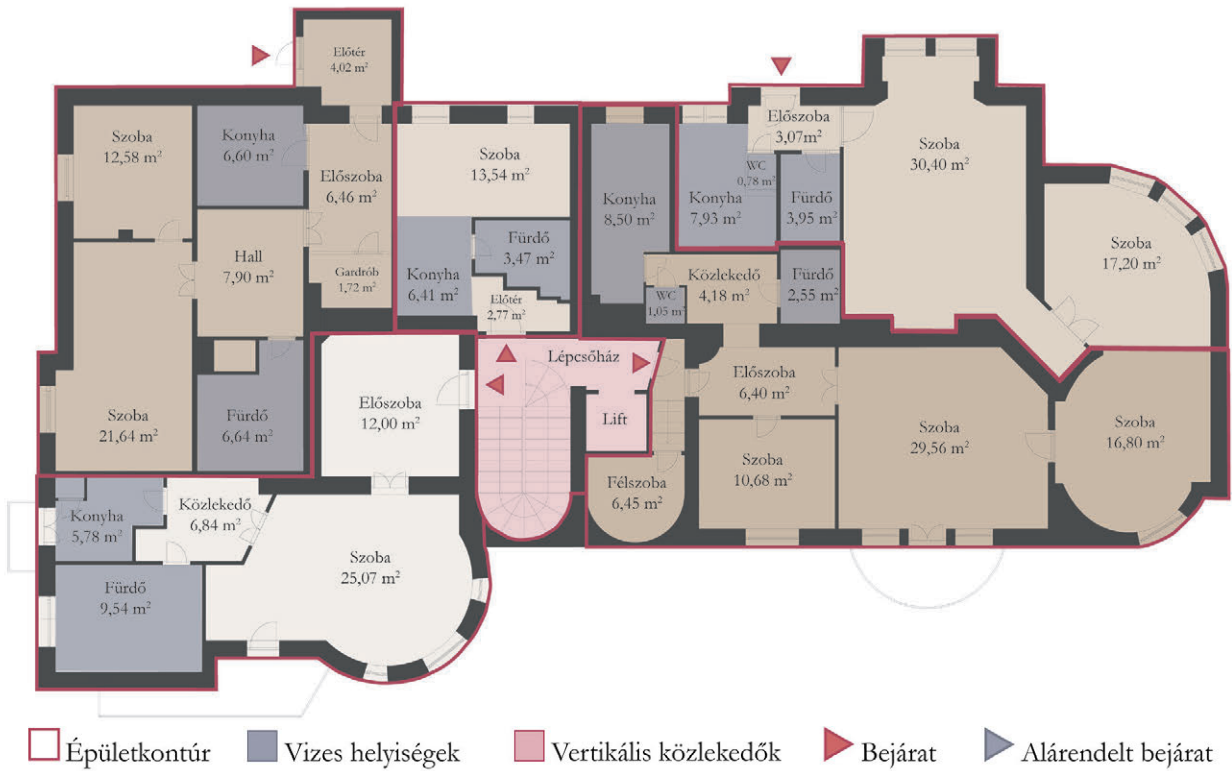 Előtér
4,02 m²
Szoba
12,58 m²
Konyha
6,60 m²
Előszoba
6,46 m²
Hall
7,90 m²
Gardrób
1,72 m²
Szoba
21,64 m²
Fürdő
6,64 m²
Szoba
13,54 m²
Konyha
6,41 m²
Fürdő
3,47 m²
Előtér
2,77 m²
Konyha
8,50 m²
Közlekedő
4,18 m²
WC
1,05 m²
Fürdő
2,55 m²
Előszoba
3,07m²
WC
0,78 m²
Konyha
7,93 m²
Fürdő
3,95 m²
Szoba
30,40 m²
Szoba
17,20 m²
Előszoba
12,00 m²
Lépcsőház
Lift
Előszoba
6,40 m²
Félszoba
6,45 m²
Szoba
10,68 m²
Szoba
29,56 m²
Szoba
16,80 m²
Konyha
5,78 m²
Közlekedő
6,84 m²
Szoba
25,07 m²
Fürdő
9,54 m²
Épületkontúr
Vizes helyiségek
Vertikális közlekedők
Bejárat
Alárendelt bejárat